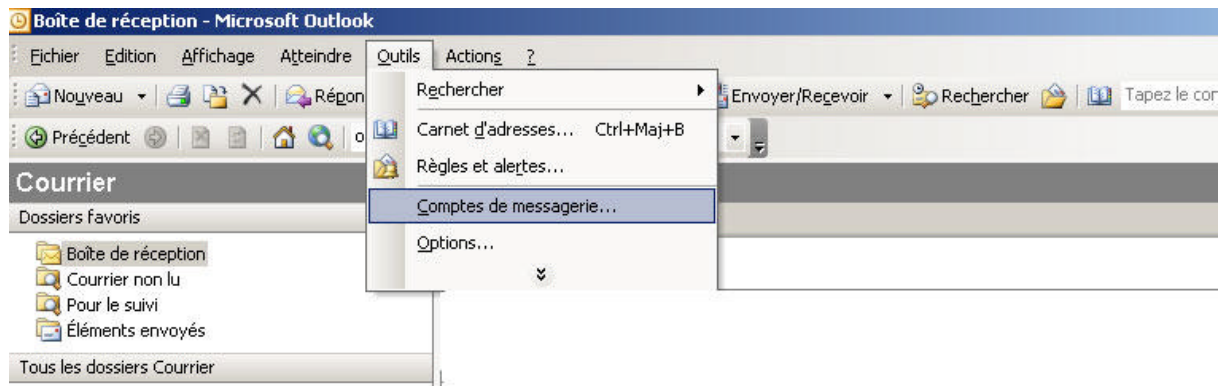 Boîte de réception - Microsoft Outlook
Fichier Edition Affichage Atteindre Outils Actions ?
Nouveau Répon Envoyer/Recevoir Rechercher Tapez le con
Précédent o
Rechercher
Carnet d'adresses... Ctrl+Maj+B
Règles et alertes...
Comptes de messagerie...
Options...
Courrier
Dossiers favoris
Boîte de réception
Courrier non lu
Pour le suivi
Éléments envoyés
Tous les dossiers Courrier